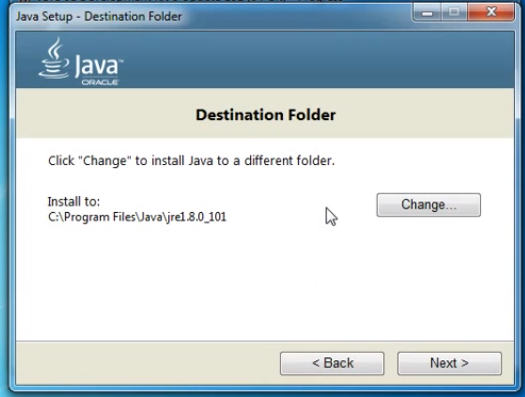 Java Setup - Destination Folder
Java
ORACLE
Destination Folder
Click "Change" to install Java to a different folder.
Install to:
C:\Program Files\Java\jre1.8.0_101
Change...
< Back
Next >